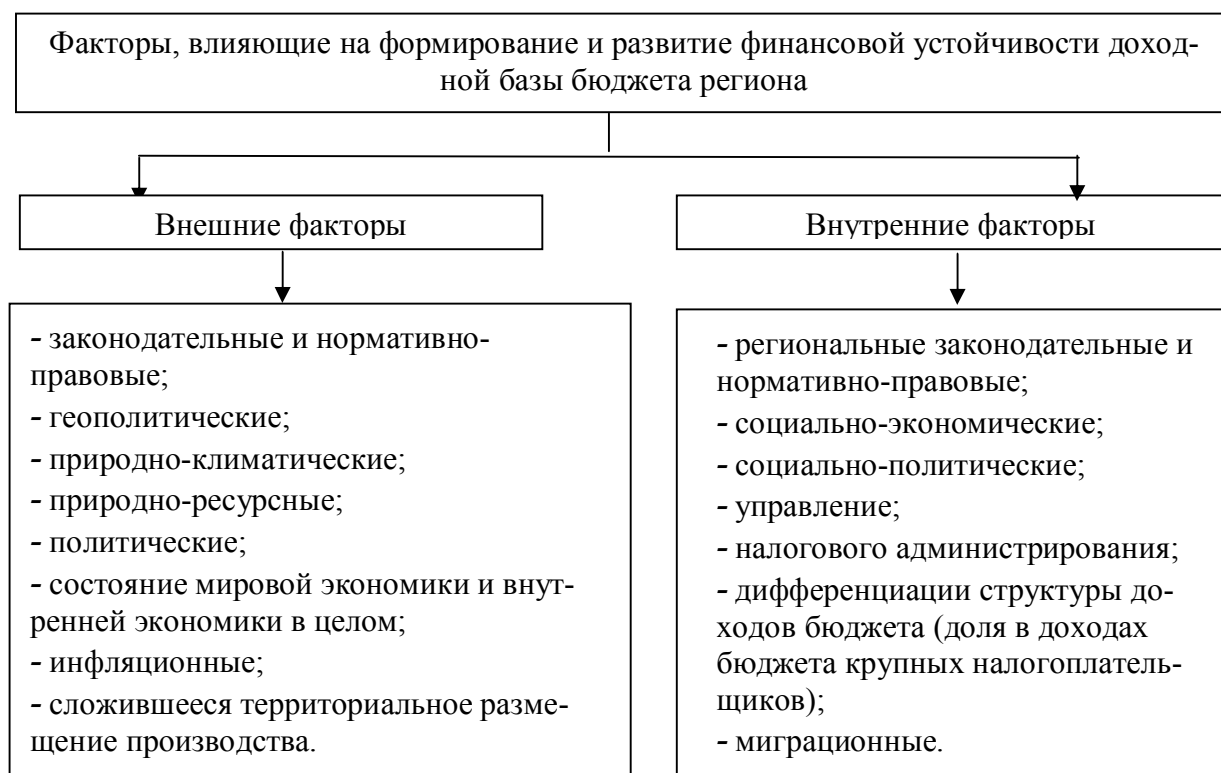 Факторы, влияющие на формирование и развитие финансовой устойчивости доход-
ной базы бюджета региона
Внешние факторы
Внутренние факторы
- законодательные и нормативно-
правовые;
- геополитические;
- природно-климатические;
- природно-ресурсные;
- политические;
- состояние мировой экономики и внут-
ренней экономики в целом;
- инфляционные;
- сложившееся территориальное разме-
щение производства.
- региональные законодательные и
нормативно-правовые;
- социально-экономические;
- социально-политические;
- управление;
- налогового администрирования;
- дифференциации структуры до-
ходов бюджета (доля в доходах
бюджета крупных налогоплатель-
щиков);
- миграционные.